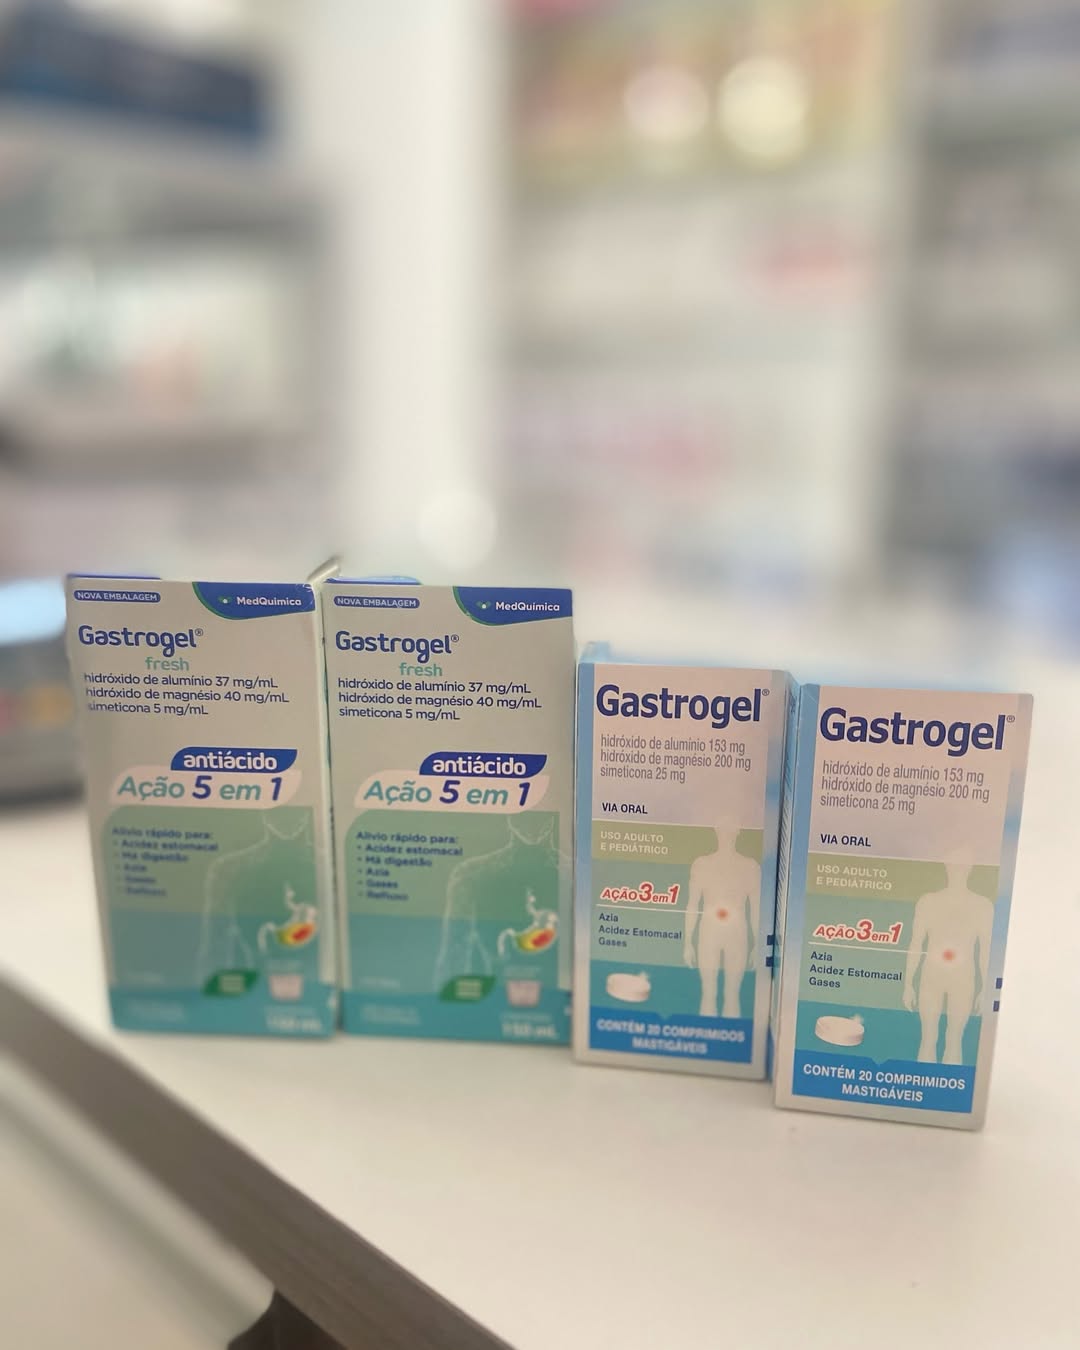 NOVA EMBALAGEM
MedQuímica
Gastrogel®
fresh
hidróxido de alumínio 37 mg/mL
hidróxido de magnésio 40 mg/mL
simeticona 5 mg/mL
antiácido
Ação 5 em 1
Alívio rápido para:
• Acidez estomacal
• Má digestão
• Azia
• Gases
• Refluxo
NOVA EMBALAGEM
MedQuímica
Gastrogel®
fresh
hidróxido de alumínio 37 mg/mL
hidróxido de magnésio 40 mg/mL
simeticona 5 mg/mL
antiácido
Ação 5 em 1
Alívio rápido para:
• Acidez estomacal
• Má digestão
• Azia
• Gases
• Refluxo
150 mL
Gastrogel®
hidróxido de alumínio 153 mg
hidróxido de magnésio 200 mg
simeticona 25 mg
VIA ORAL
USO ADULTO
E PEDIÁTRICO
AÇÃO 3 em 1
Azia
Acidez Estomacal
Gases
CONTÉM 20 COMPRIMIDOS
MASTIGÁVEIS
Gastrogel®
hidróxido de alumínio 153 mg
hidróxido de magnésio 200 mg
simeticona 25 mg
VIA ORAL
USO ADULTO
E PEDIÁTRICO
AÇÃO 3 em 1
Azia
Acidez Estomacal
Gases
CONTÉM 20 COMPRIMIDOS
MASTIGÁVEIS